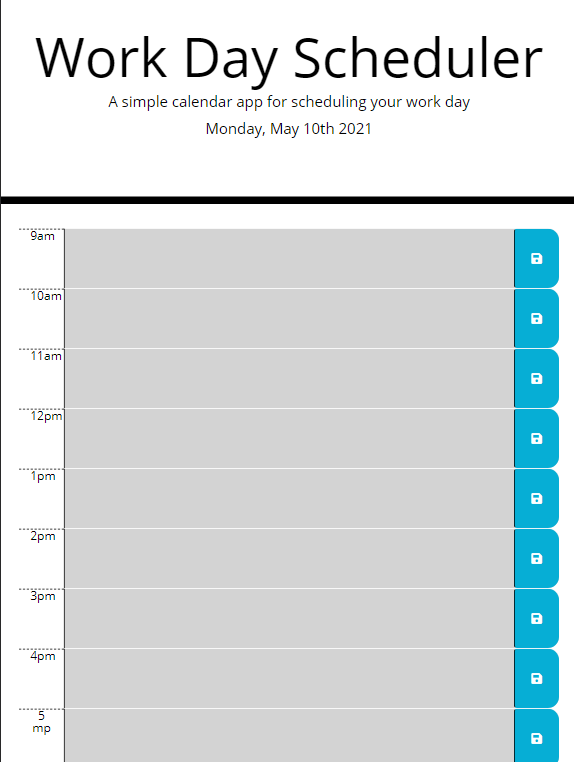 Work Day Scheduler
A simple calendar app for scheduling your work day
Monday, May 10th 2021
9am
10am
11am
12pm
1pm
2pm
3pm
4pm
5
mp